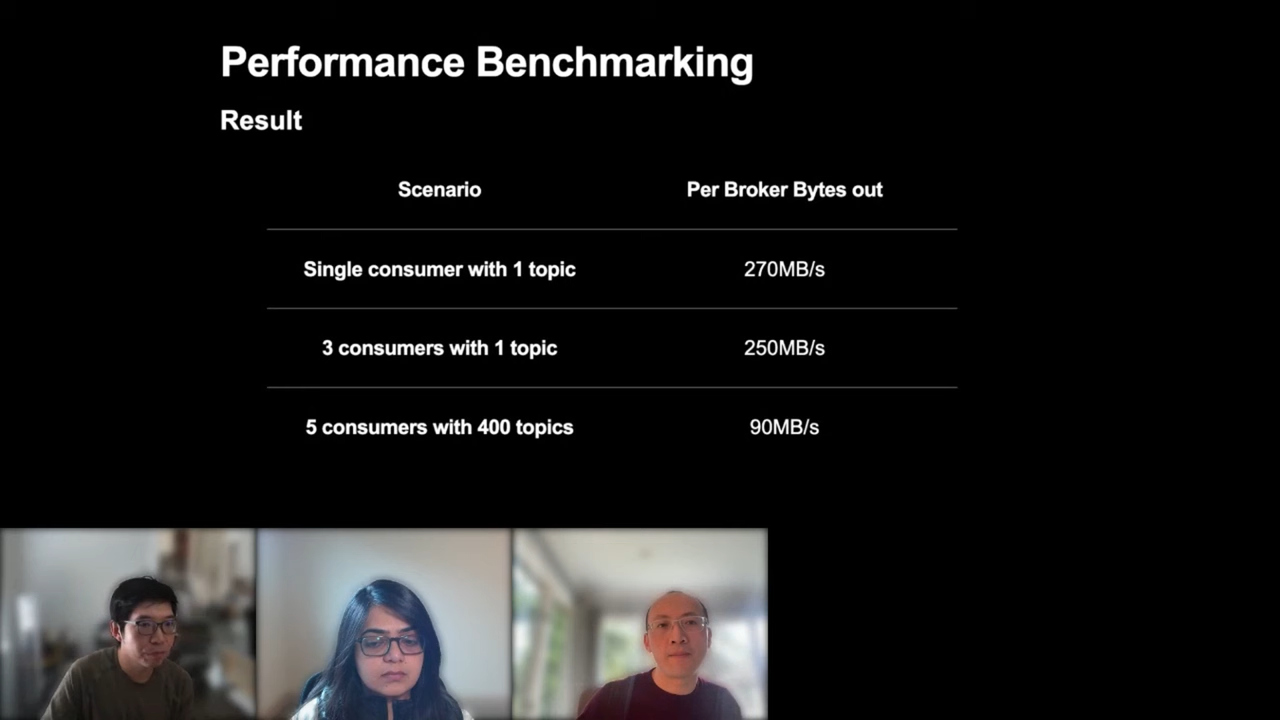 Performance Benchmarking
Result
Scenario Per Broker Bytes out
Single consumer with 1 topic 270MB/s
3 consumers with 1 topic 250MB/s
5 consumers with 400 topics 90MB/s